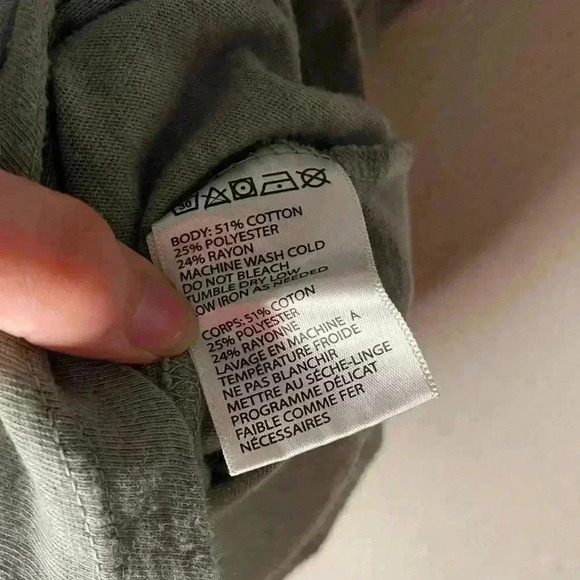 30
BODY: 51% COTTON
25% POLYESTER
24% RAYON
MACHINE WASH COLD
DO NOT BLEACH
TUMBLE DRY LOW
LOW IRON AS NEEDED
CORPS: 51% COTON
25% POLYESTER
24% RAYONNE
LAVAGE EN MACHINE A
TEMPÉRATURE FROIDE
NE PAS BLANCHIR
METTRE AU SÈCHE-LINGE
PROGRAMME DÉLICAT
FAIBLE COMME FER
NÉCESSAIRES